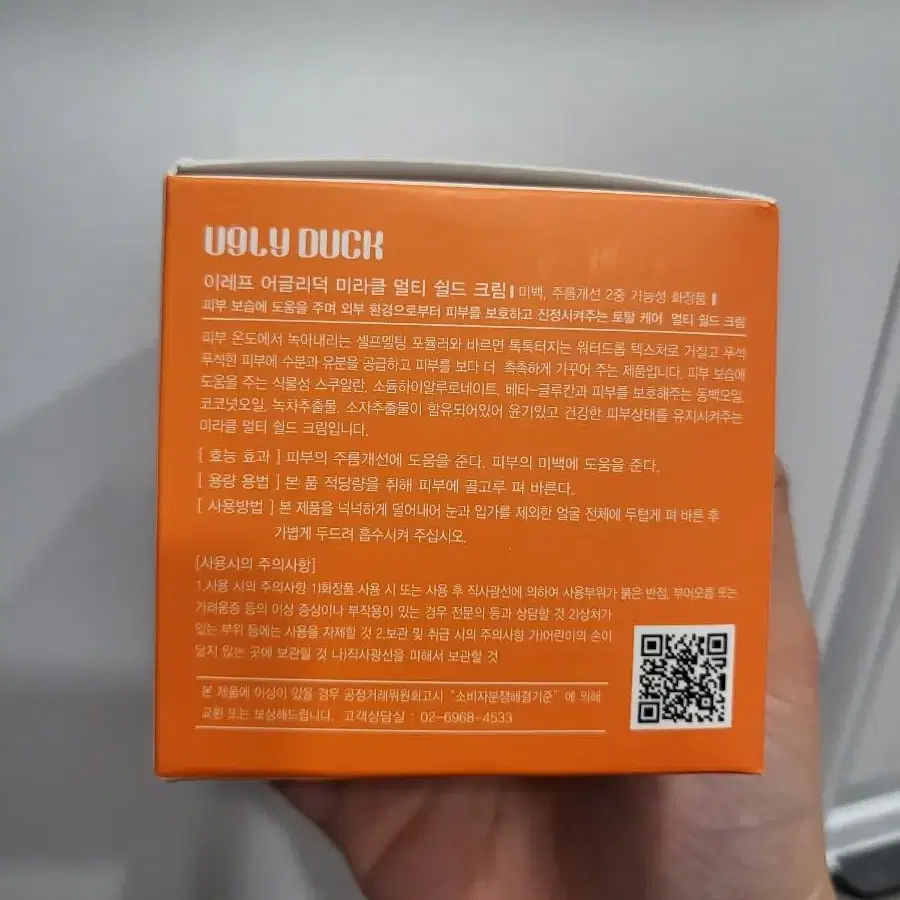 UGLY DUCK
이레프 어글리덕 미라클 멀티 쉴드 크림 | 미백, 주름개선 2중 기능성 화장품 |
피부 보습에 도움을 주며 외부 환경으로부터 피부를 보호하고 진정시켜주는 토탈 케어 멀티 쉴드 크림
피부 온도에서 녹아내리는 셀프멜팅 포뮬러와 바르면 톡톡터지는 워터드롭 텍스처로 거칠고 푸석
푸석한 피부에 수분과 유분을 공급하고 피부를 보다 더 촉촉하게 가꾸어 주는 제품입니다. 피부 보습에
도움을 주는 식물성 스쿠알란, 소듐하이알루로네이트, 베타-글루칸과 피부를 보호해주는 동백오일,
코코넛오일, 녹차추출물, 소자추출물이 함유되어있어 윤기있고 건강한 피부상태를 유지시켜주는
미라클 멀티 쉴드 크림입니다.
[ 효능 효과 ] 피부의 주름개선에 도움을 준다. 피부의 미백에 도움을 준다.
[ 용량 용법 ] 본 품 적당량을 취해 피부에 골고루 펴 바른다.
[ 사용방법 ] 본 제품을 넉넉하게 덜어내어 눈과 입가를 제외한 얼굴 전체에 두텁게 펴 바른 후
가볍게 두드려 흡수시켜 주십시오.
[사용시의 주의사항]
1.사용 시의 주의사항 1)화장품 사용 시 또는 사용 후 직사광선에 의하여 사용부위가 붉은 반점, 부어오름 또는
가려움증 등의 이상 증상이나 부작용이 있는 경우 전문의 등과 상담할 것 2)상처가
있는 부위 등에는 사용을 자제할 것 2.보관 및 취급 시의 주의사항 가)어린이의 손이
닿지 않는 곳에 보관할 것 나)직사광선을 피해서 보관할 것
본 제품에 이상이 있을 경우 공정거래위원회고시 "소비자분쟁해결기준" 에 의해
교환 또는 보상해드립니다. 고객상담실 : 02-6968-4533